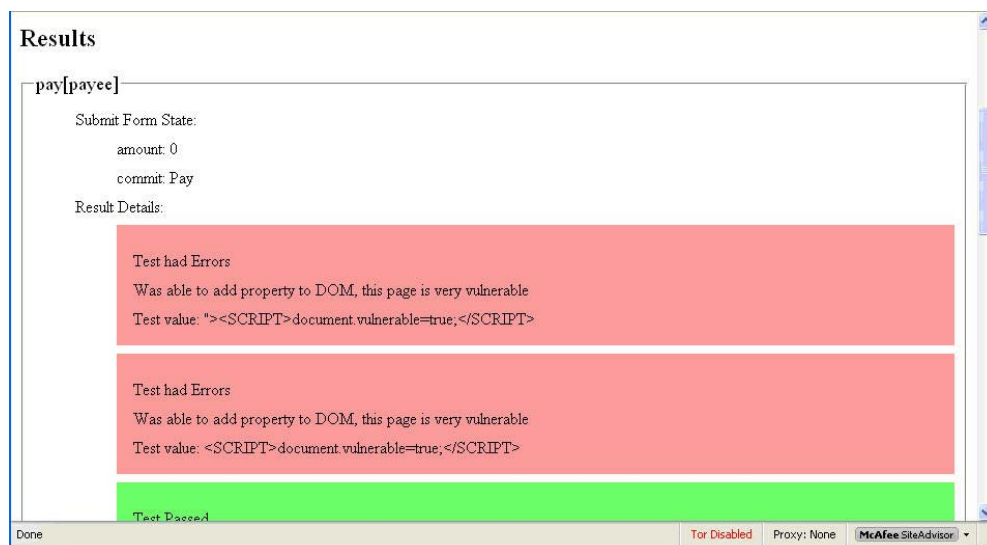 Results
pay[payee]
Submit Form State:
amount: 0
commit: Pay
Result Details:
Test had Errors
Was able to add property to DOM, this page is very vulnerable
Test value: "><SCRIPT>document.vulnerable=true;</SCRIPT>
Test had Errors
Was able to add property to DOM, this page is very vulnerable
Test value: <SCRIPT>document.vulnerable=true;</SCRIPT>
Test Passed
Done Tor Disabled Proxy: None McAfee SiteAdvisor